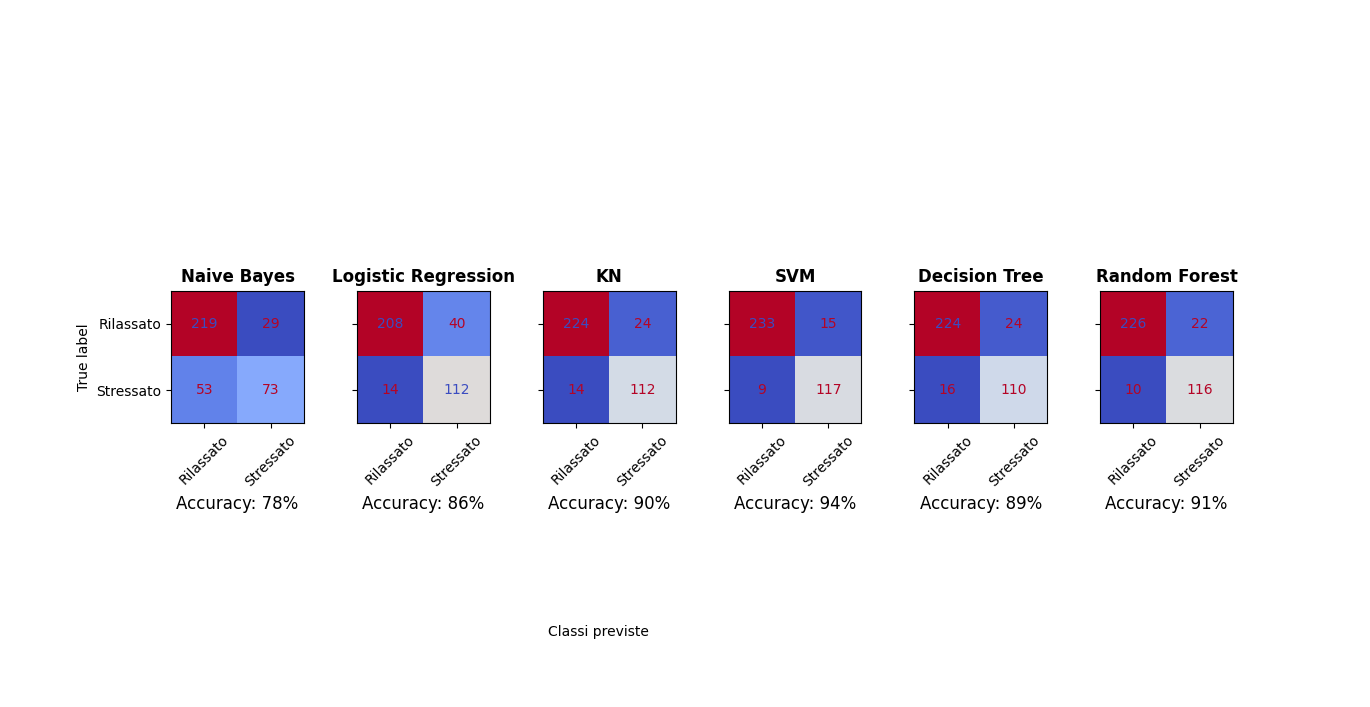 Naive Bayes
Logistic Regression
KN
SVM
Decision Tree
Random Forest
True label
Rilassato
Stressato
219 29
53 73
208 40
14 112
224 24
14 112
233 15
9 117
224 24
16 110
226 22
10 116
Rilassato Stressato
Rilassato Stressato
Rilassato Stressato
Rilassato Stressato
Rilassato Stressato
Rilassato Stressato
Accuracy: 78%
Accuracy: 86%
Accuracy: 90%
Accuracy: 94%
Accuracy: 89%
Accuracy: 91%
Classi previste